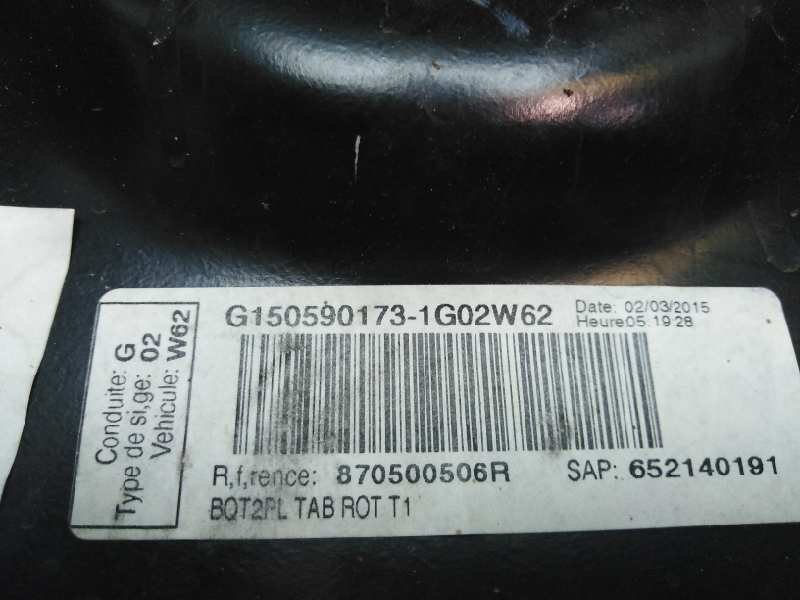 Conduite: G
Type de si,ge: 02
Vehicule: W62
G150590173-1G02W62
Date: 02/03/2015
Heure05:19:28
R,f,rence: 870500506R
SAP: 652140191
BQT2PL TAB ROT T1